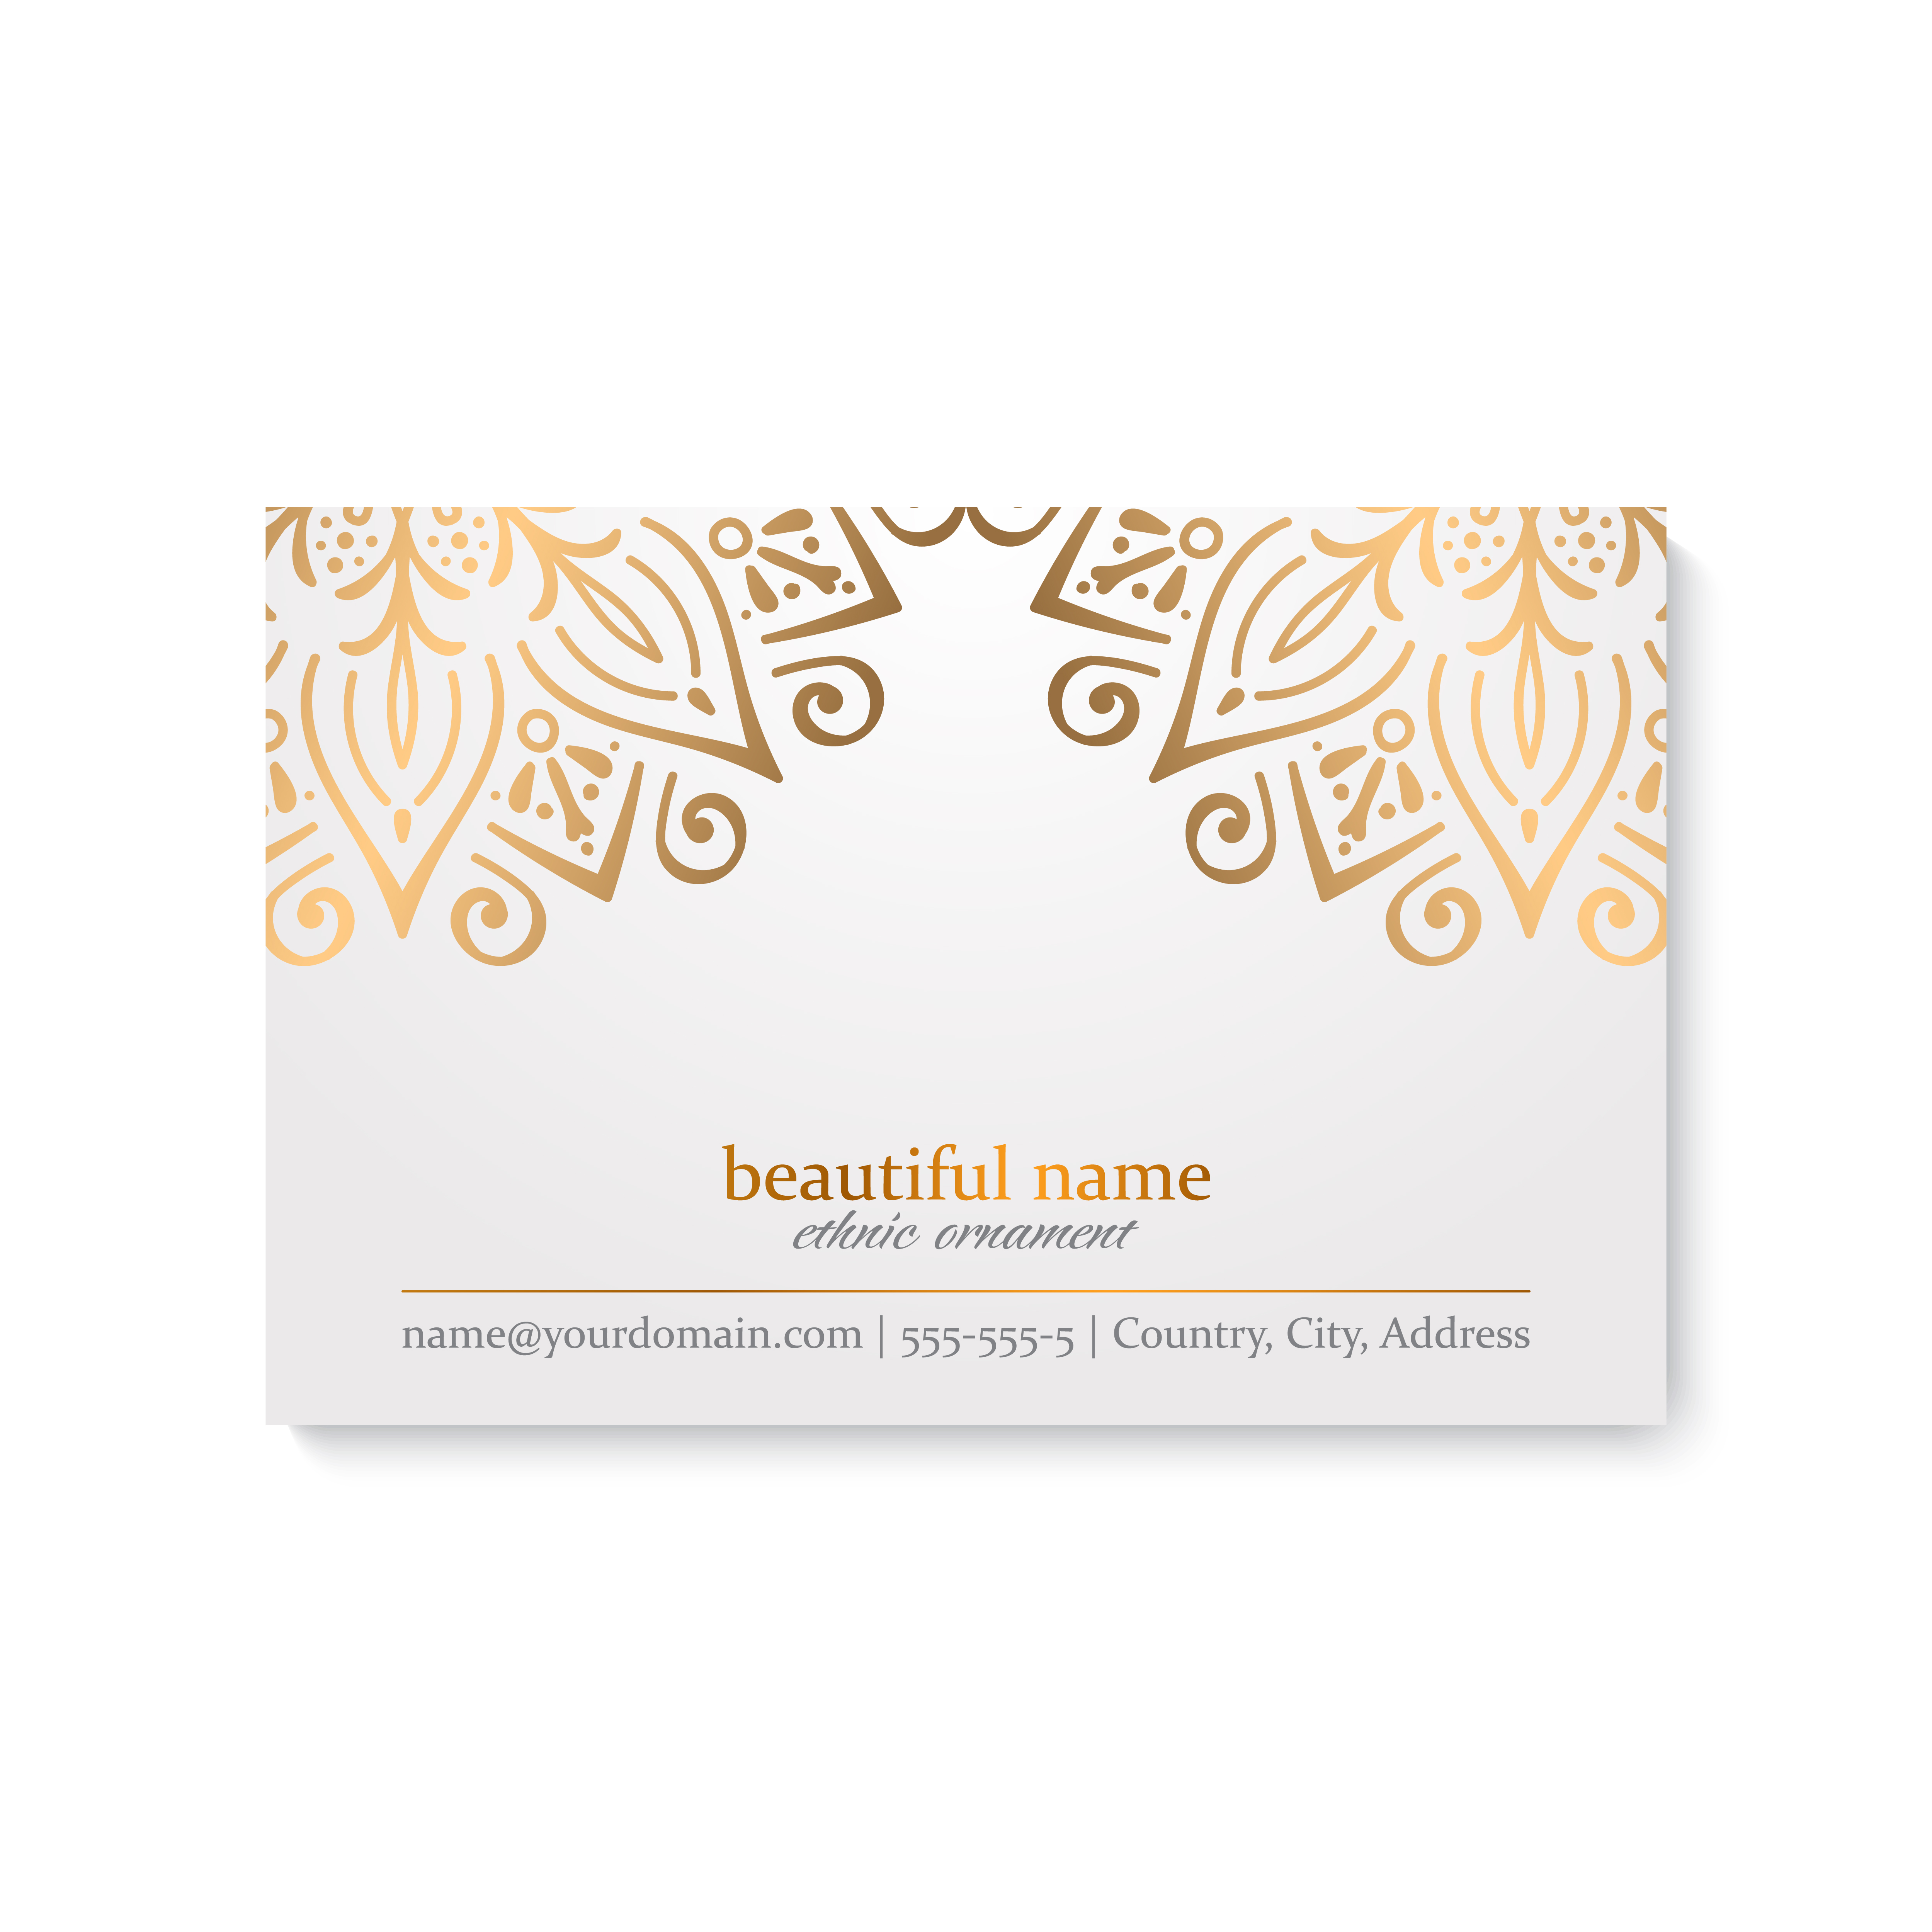 beautiful name
ethnic ornament
name@yourdomain.com | 555-555-5 | Country, City, Address